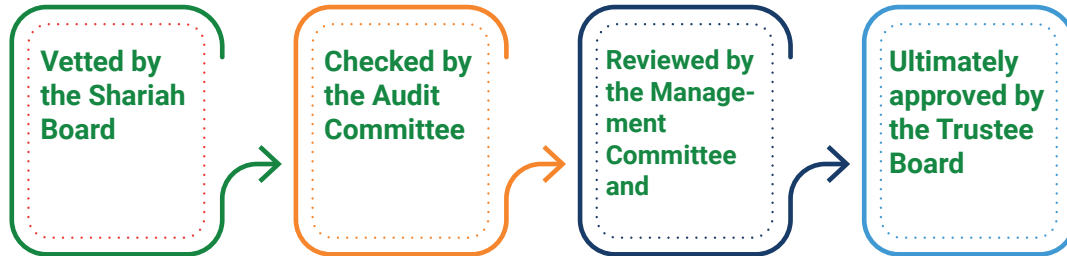 Vetted by
the Shariah
Board
Checked by
the Audit
Committee
Reviewed by
the Manage-
ment
Committee
and
Ultimately
approved by
the Trustee
Board